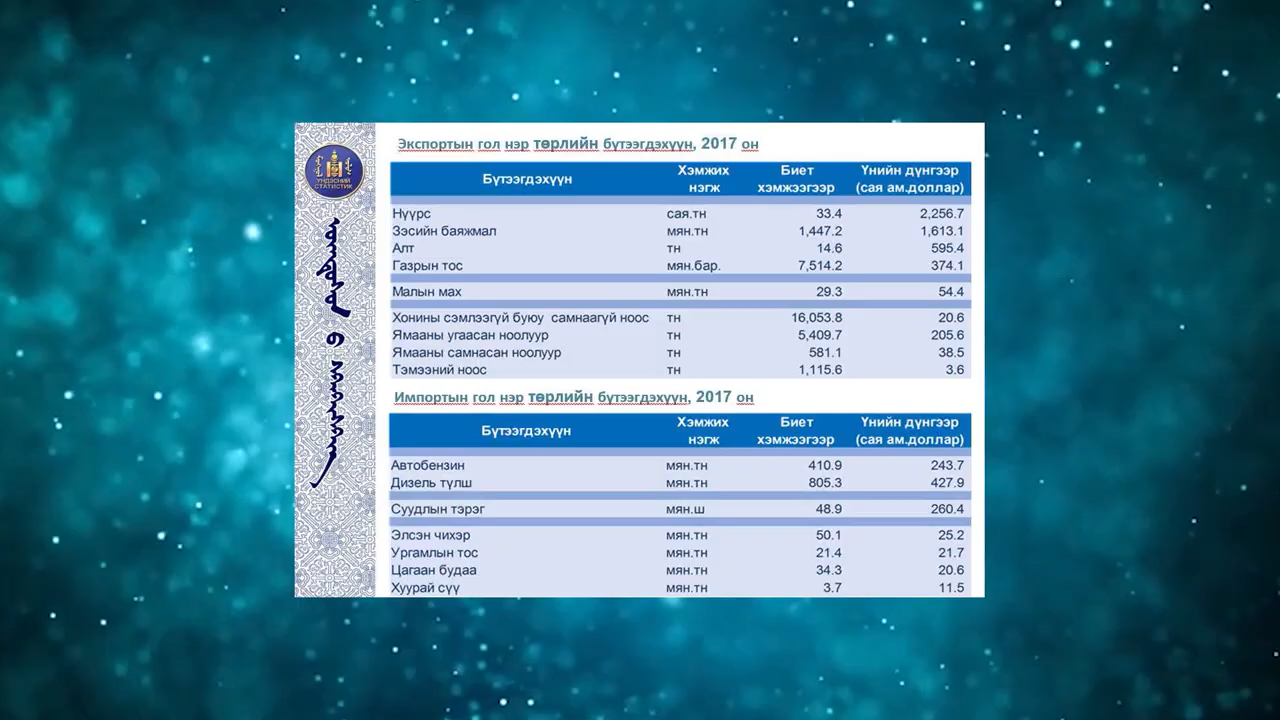 Экспортын гол нэр төрлийн бүтээгдэхүүн, 2017 он
Бүтээгдэхүүн Хэмжих нэгж Биет хэмжээгээр Үнийн дүнгээр (сая ам.доллар)
Нүүрс сая.тн 33.4 2,256.7
Зэсийн баяжмал мян.тн 1,447.2 1,613.1
Алт тн 14.6 595.4
Газрын тос мян.бар. 7,514.2 374.1
Малын мах мян.тн 29.3 54.4
Хонины сэмлээгүй буюу самнаагүй ноос тн 16,053.8 20.6
Ямааны угаасан ноолуур тн 5,409.7 205.6
Ямааны самнасан ноолуур тн 581.1 38.5
Тэмээний ноос тн 1,115.6 3.6
Импортын гол нэр төрлийн бүтээгдэхүүн, 2017 он
Бүтээгдэхүүн Хэмжих нэгж Биет хэмжээгээр Үнийн дүнгээр (сая ам.доллар)
Автобензин мян.тн 410.9 243.7
Дизель түлш мян.тн 805.3 427.9
Суудлын тэрэг мян.ш 48.9 260.4
Элсэн чихэр мян.тн 50.1 25.2
Ургамлын тос мян.тн 21.4 21.7
Цагаан будаа мян.тн 34.3 20.6
Хуурай сүү мян.тн 3.7 11.5
ҮНДЭСНИЙ
СТАТИСТИК